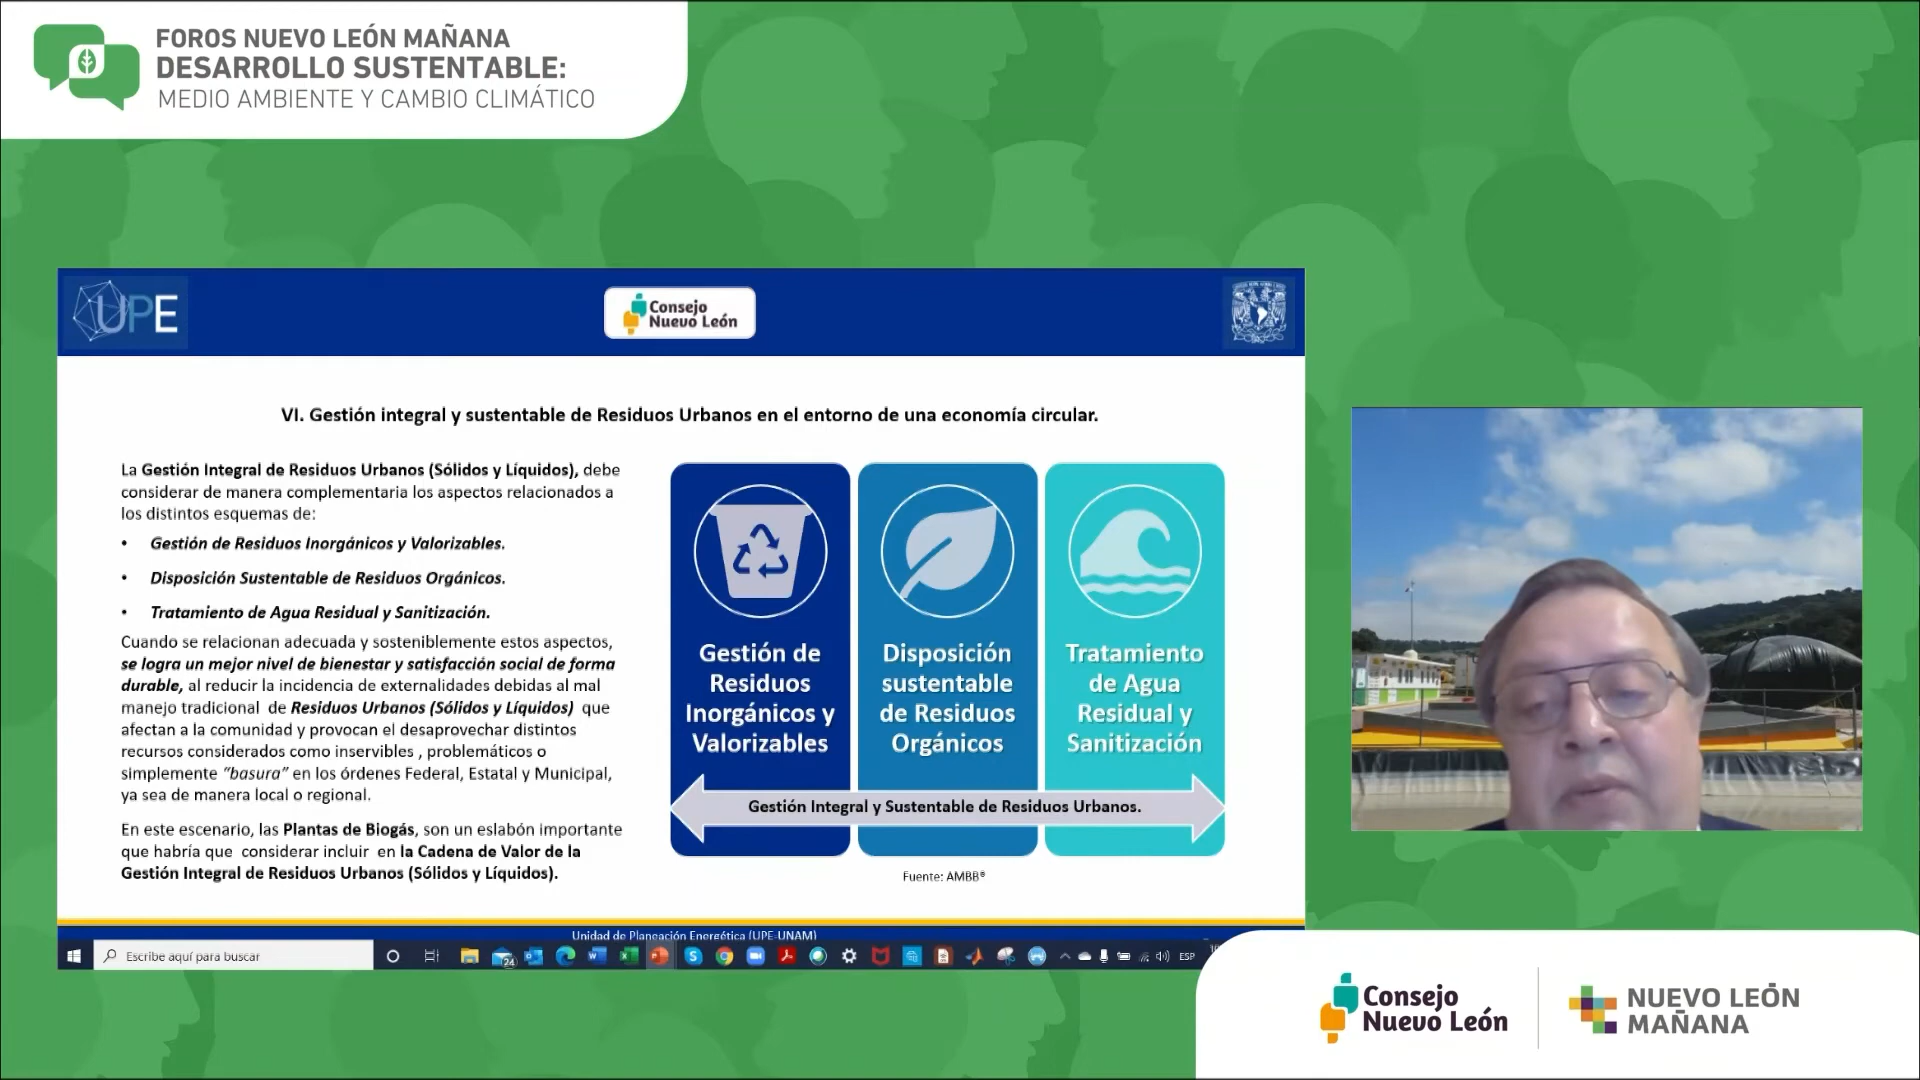 FOROS NUEVO LEÓN MAÑANA
DESARROLLO SUSTENTABLE:
MEDIO AMBIENTE Y CAMBIO CLIMÁTICO
UPE
Consejo
Nuevo León
VI. Gestión integral y sustentable de Residuos Urbanos en el entorno de una economía circular.
La Gestión Integral de Residuos Urbanos (Sólidos y Líquidos), debe
considerar de manera complementaria los aspectos relacionados a
los distintos esquemas de:
• Gestión de Residuos Inorgánicos y Valorizables.
• Disposición Sustentable de Residuos Orgánicos.
• Tratamiento de Agua Residual y Sanitización.
Cuando se relacionan adecuada y sosteniblemente estos aspectos,
se logra un mejor nivel de bienestar y satisfacción social de forma
durable, al reducir la incidencia de externalidades debidas al mal
manejo tradicional de Residuos Urbanos (Sólidos y Líquidos) que
afectan a la comunidad y provocan el desaprovechar distintos
recursos considerados como inservibles , problemáticos o
simplemente “basura” en los órdenes Federal, Estatal y Municipal,
ya sea de manera local o regional.
En este escenario, las Plantas de Biogás, son un eslabón importante
que habría que considerar incluir en la Cadena de Valor de la
Gestión Integral de Residuos Urbanos (Sólidos y Líquidos).
Gestión de
Residuos
Inorgánicos y
Valorizables
Disposición
sustentable
de Residuos
Orgánicos
Tratamiento
de Agua
Residual y
Sanitización
Gestión Integral y Sustentable de Residuos Urbanos.
Fuente: AMBB®
Unidad de Planeación Energética (UPE-UNAM)
Escribe aquí para buscar
24
ESP
Consejo
Nuevo León
NUEVO LEÓN
MAÑANA